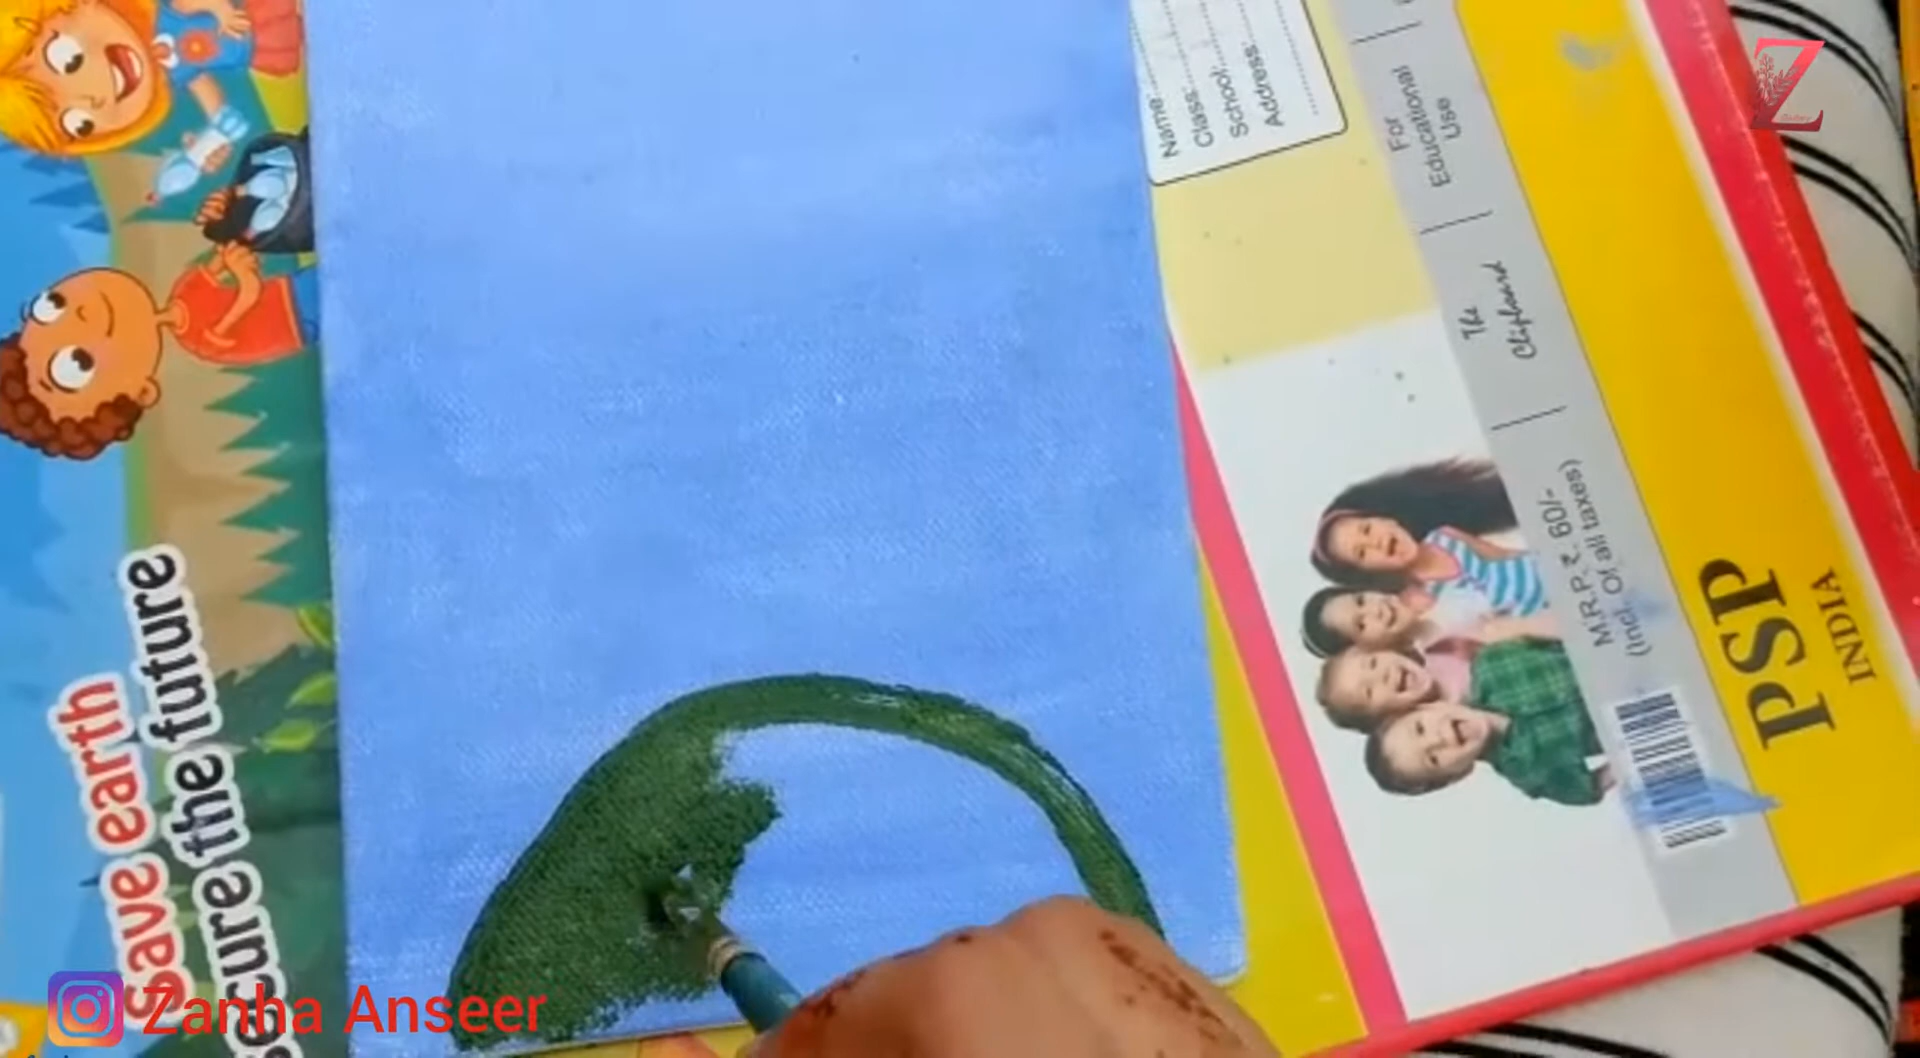 Save earth
secure the future
Name:
Class:
School:
Address:
For
Educational
Use
The
Clipboard
M.R.P. ₹. 60/-
(Incl. Of all taxes)
PSP
INDIA
Z
Zanha Anseer